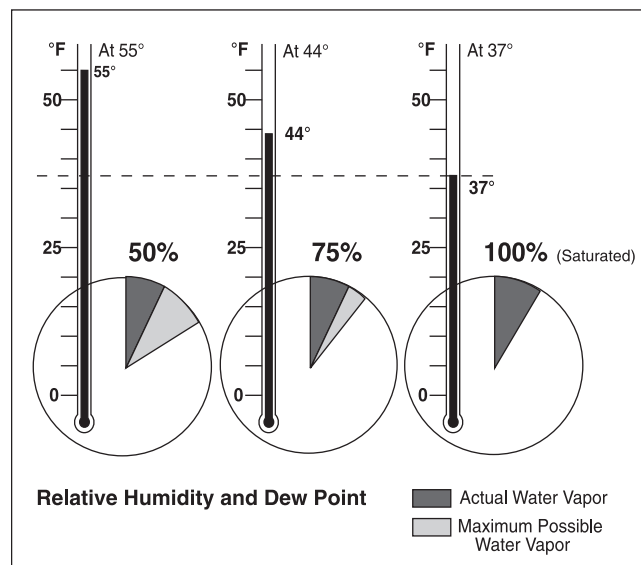 °F At 55°
55°
50
25
0
50%
°F At 44°
44°
50
25
0
75%
°F At 37°
37°
50
25
0
100% (Saturated)
Relative Humidity and Dew Point
Actual Water Vapor
Maximum Possible
Water Vapor